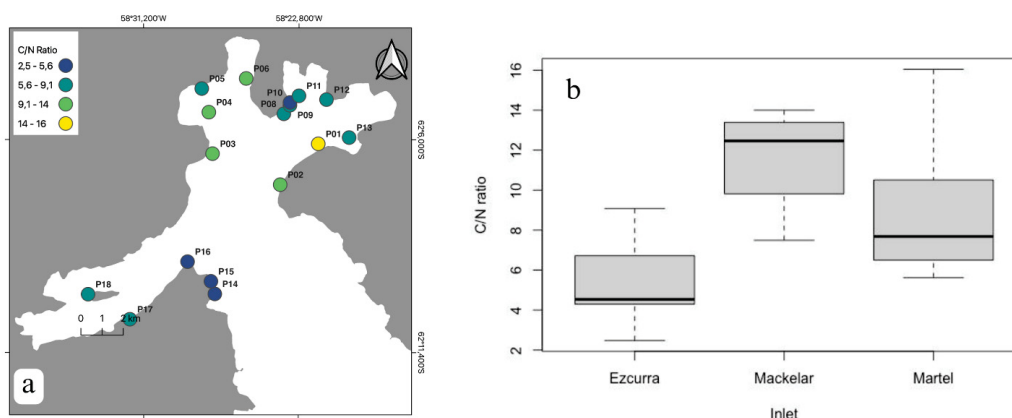 58°31,200'W
58°22,800'W
C/N Ratio
2,5 - 5,6
5,6 - 9,1
9,1 - 14
14 - 16
P06
P05
P10
P11
P12
P04
P08
P09
P01
P13
P03
P02
62°6,000'S
P16
P15
P14
P18
P17
0 1 2 km
62°11,400'S
a
b
C/N ratio
16
14
12
10
8
6
4
2
Ezcurra Mackelar Martel
Inlet